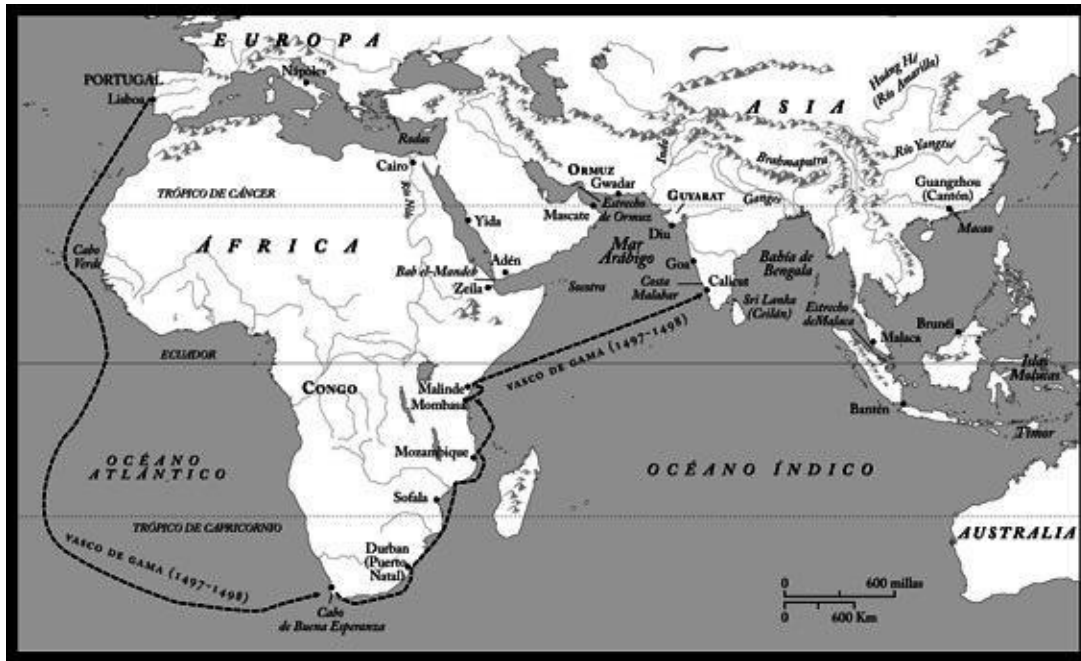 EUROPA
PORTUGAL
Lisboa
Nápoles
Rodas
Cairo
Río Nilo
TRÓPICO DE CÁNCER
Huáng Hé
(Río Amarilla)
ASIA
Río Yangtsé
Indo
Brahmaputra
ORMUZ
Gwadar
GUYARAT
Ganges
Guangzhou
(Cantón)
Estrecho
de Ormuz
Mascate
Macao
Yida
Diu
ÁFRICA
Mar
Arábigo
Cabo
Verde
Adén
Bab el-Mandeb
Zeila
Socotra
Goa
Costa
Malabar
Calicut
Bahía de
Bengala
Sri Lanka
(Ceilán)
Estrecho
de Malaca
Malaca
Brunéi
VASCO DE GAMA (1497-1498)
ECUADOR
CONGO
Malinde
Mombasa
Islas
Molucas
Bantén
Timor
Mozambique
OCÉANO
ATLÁNTICO
OCÉANO ÍNDICO
Sofala
TRÓPICO DE CAPRICORNIO
AUSTRALIA
VASCO DE GAMA (1497-1498)
Durban
(Puerto
Natal)
Cabo
de Buena Esperanza
0 600 millas
0 600 Km